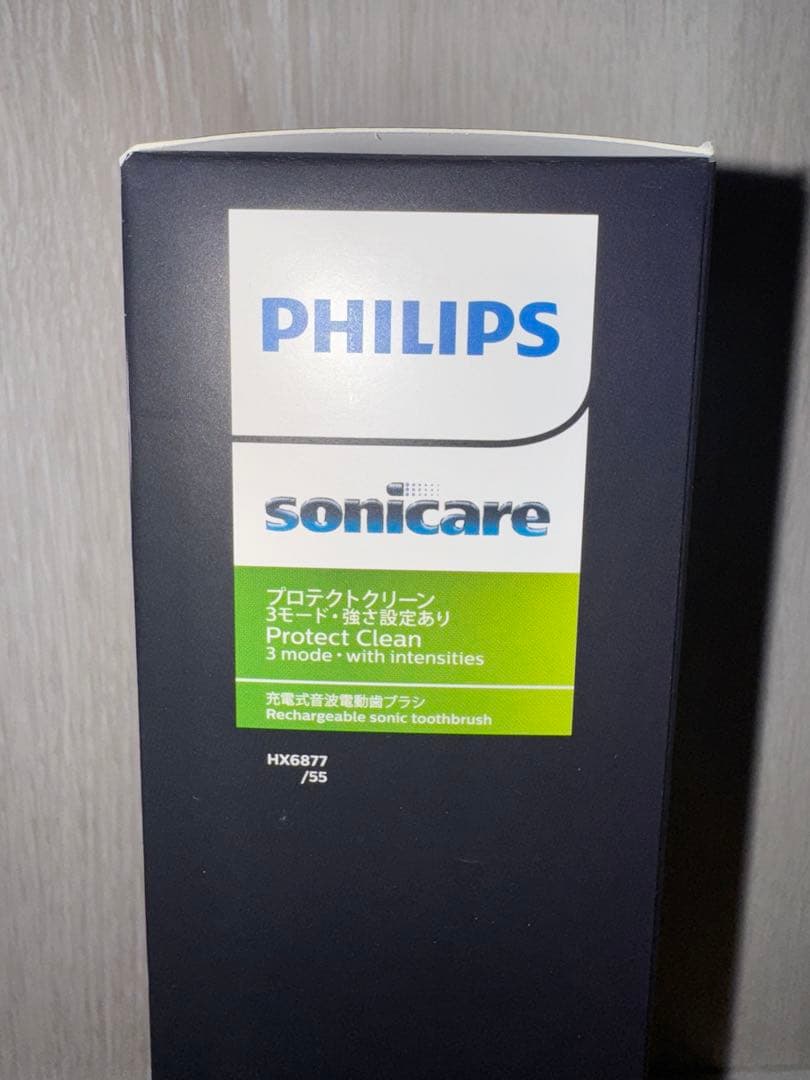 PHILIPS
sonicare
プロテクトクリーン
3モード・強さ設定あり
Protect Clean
3 mode・with intensities
充電式音波電動歯ブラシ
Rechargeable sonic toothbrush
HX6877
/55